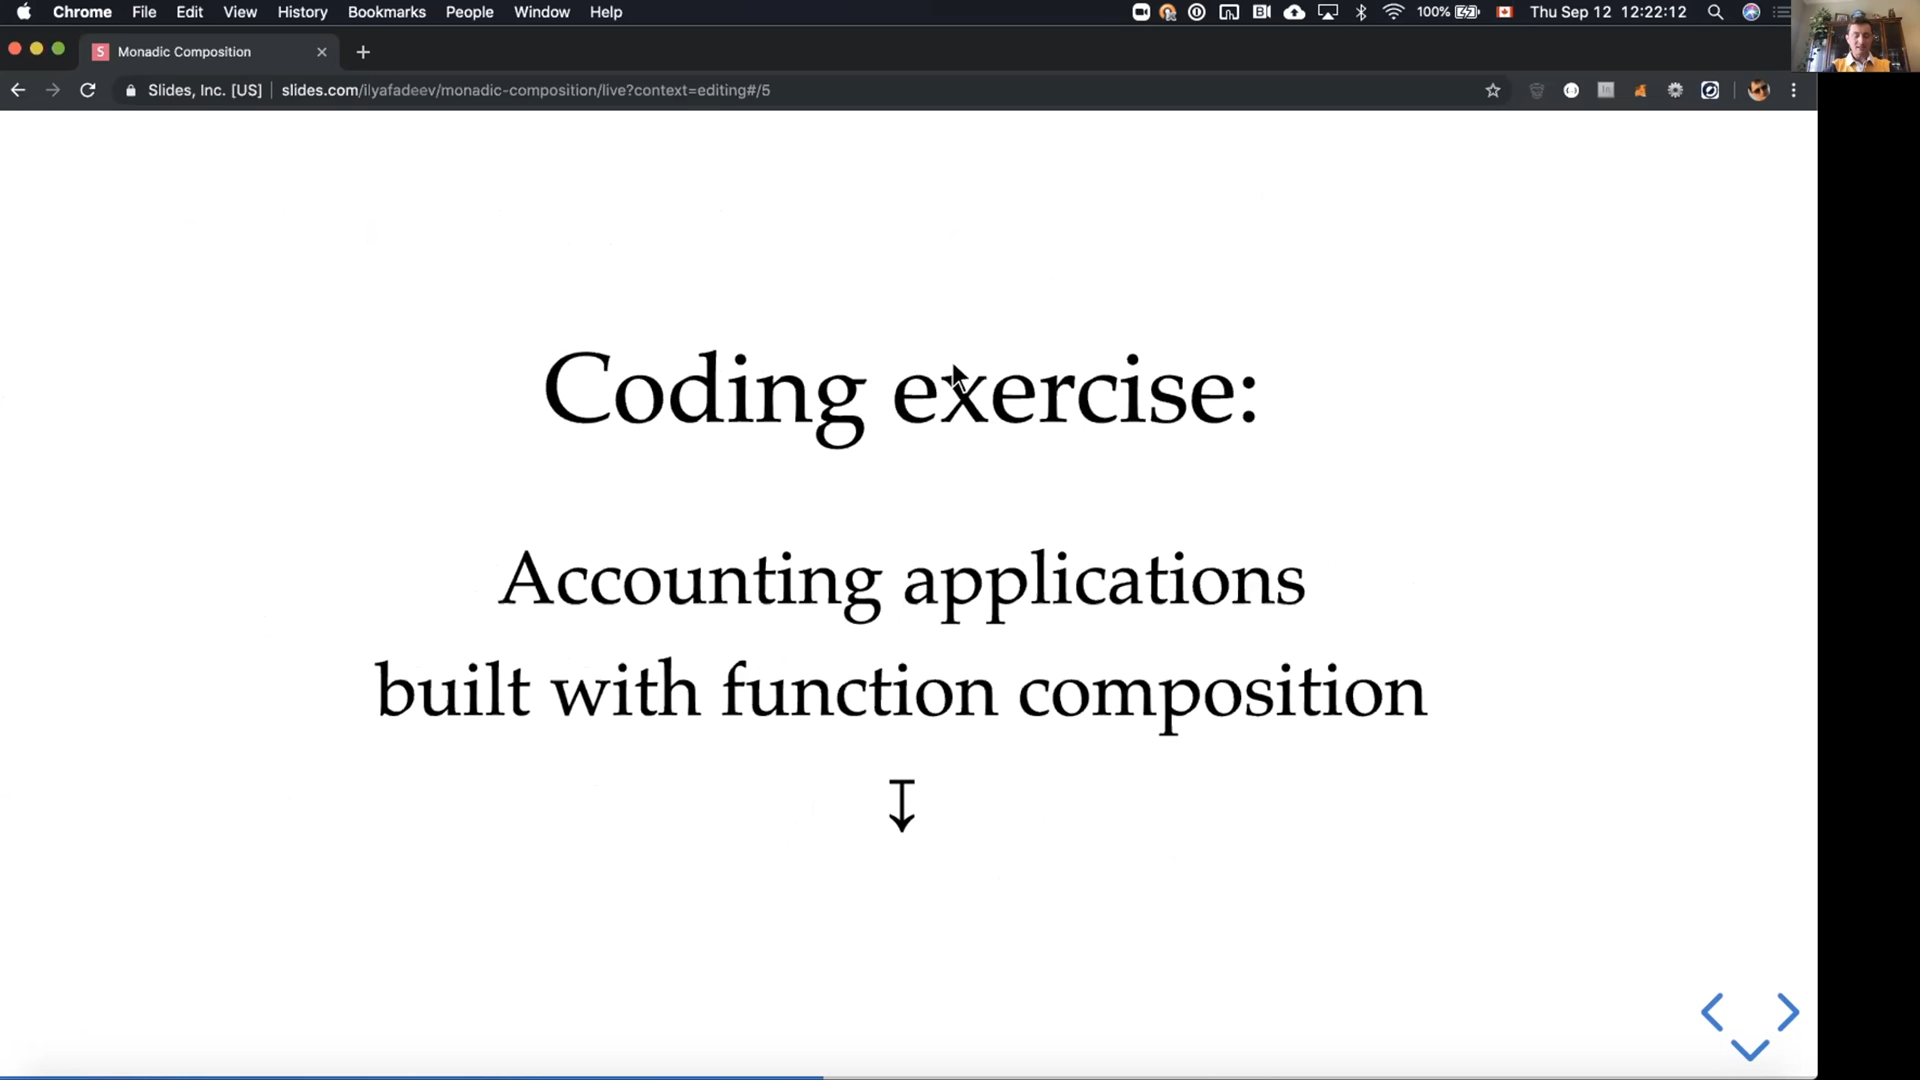 Chrome File Edit View History Bookmarks People Window Help 100% Thu Sep 12 12:22:12
Monadic Composition
Slides, Inc. [US] slides.com/ilyafadeev/monadic-composition/live?context=editing#/5
Coding exercise:
Accounting applications
built with function composition